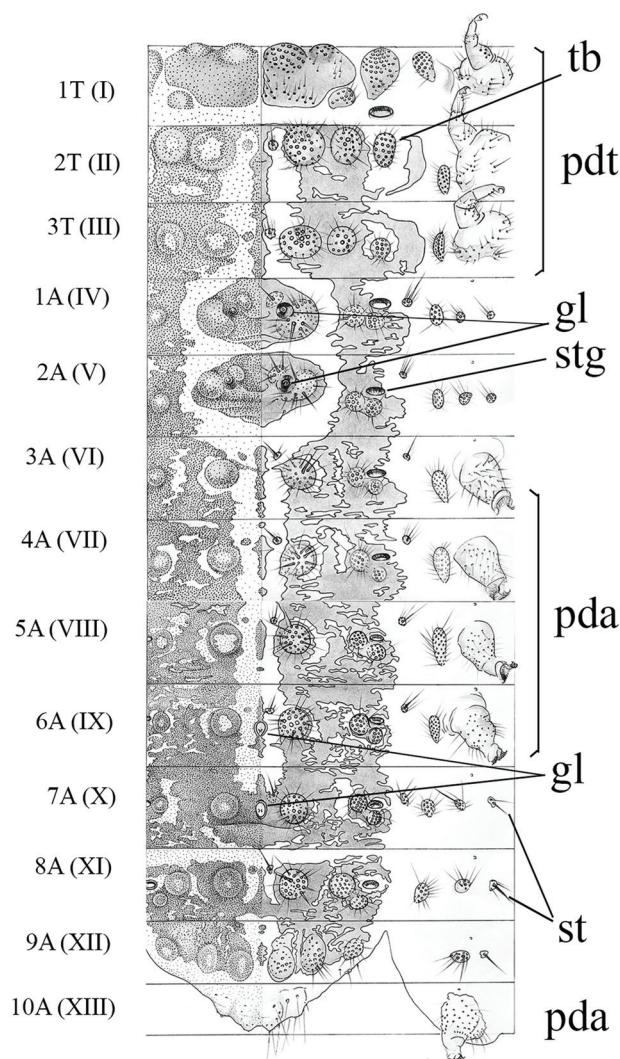 tb
1T (I)
pdt
2T (II)
3T (III)
1A (IV)
gl
stg
2A (V)
3A (VI)
4A (VII)
pda
5A (VIII)
6A (IX)
gl
7A (X)
8A (XI)
st
9A (XII)
10A (XIII)
pda